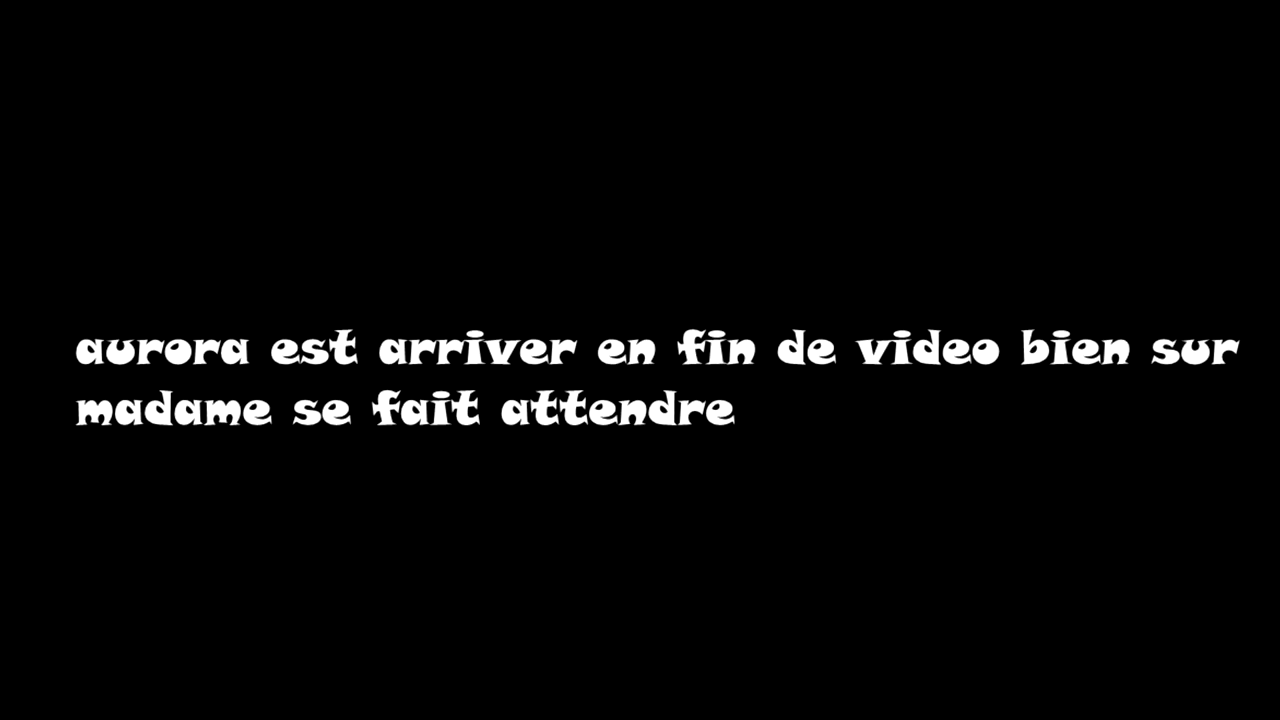 aurora est arriver en fin de video bien sur
madame se fait attendre